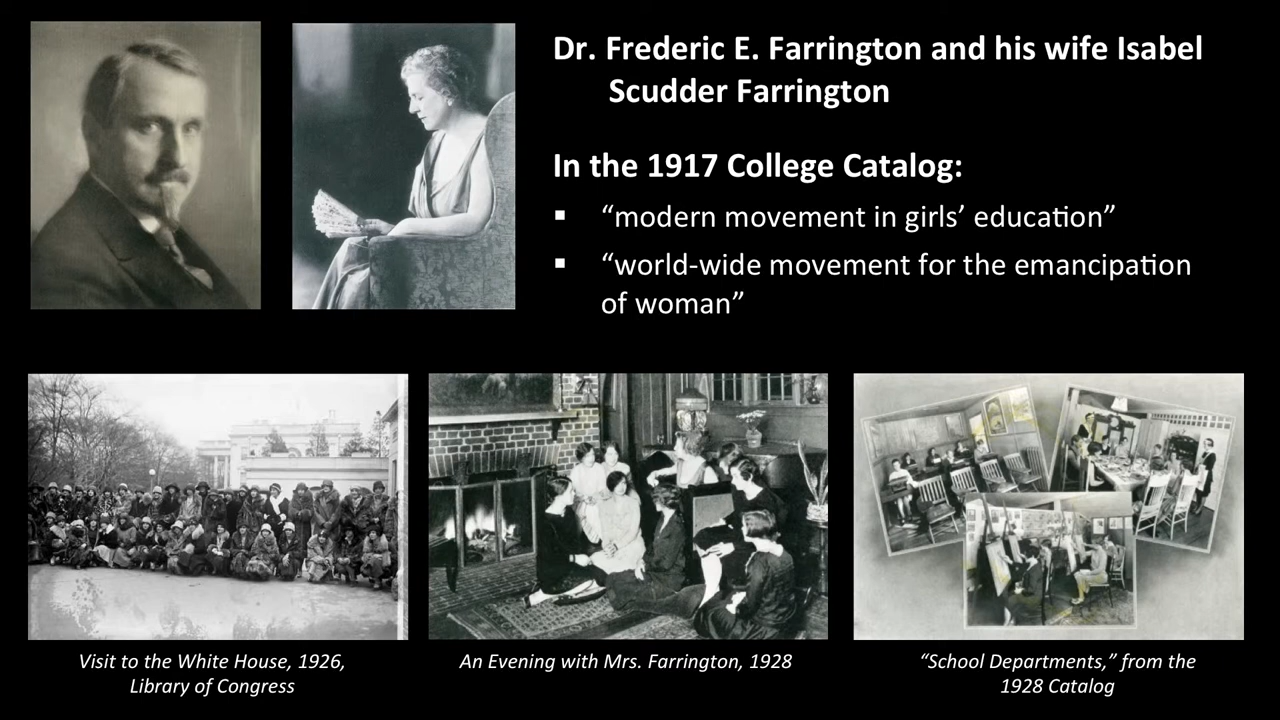 Dr. Frederic E. Farrington and his wife Isabel
Scudder Farrington
In the 1917 College Catalog:
▪ “modern movement in girls’ education”
▪ “world-wide movement for the emancipation
of woman”
Visit to the White House, 1926,
Library of Congress
An Evening with Mrs. Farrington, 1928
“School Departments,” from the
1928 Catalog